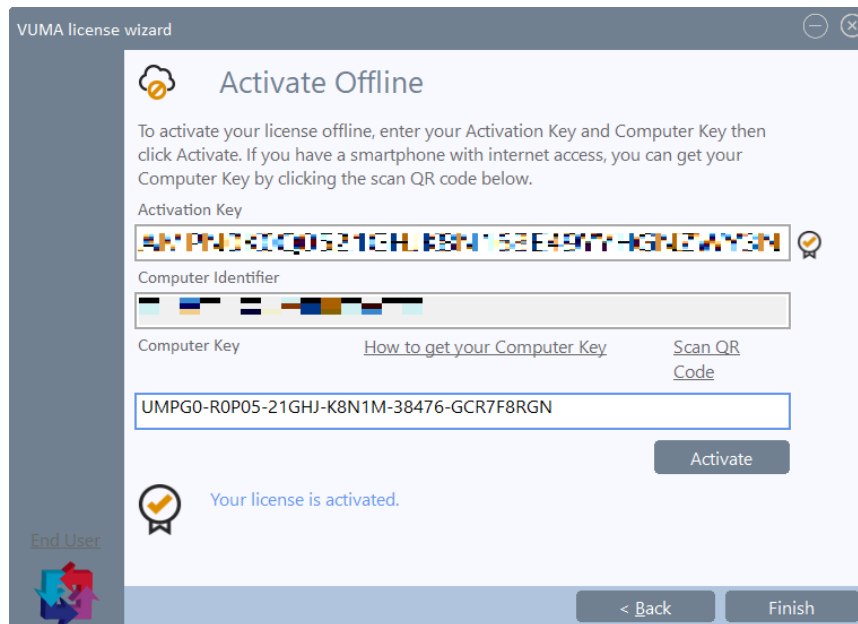 VUMA license wizard
Activate Offline
To activate your license offline, enter your Activation Key and Computer Key then
click Activate. If you have a smartphone with internet access, you can get your
Computer Key by clicking the scan QR code below.
Activation Key
Computer Identifier
Computer Key How to get your Computer Key Scan QR
Code
UMPG0-R0P05-21GHJ-K8N1M-38476-GCR7F8RGN
Activate
Your license is activated.
End User
< Back Finish